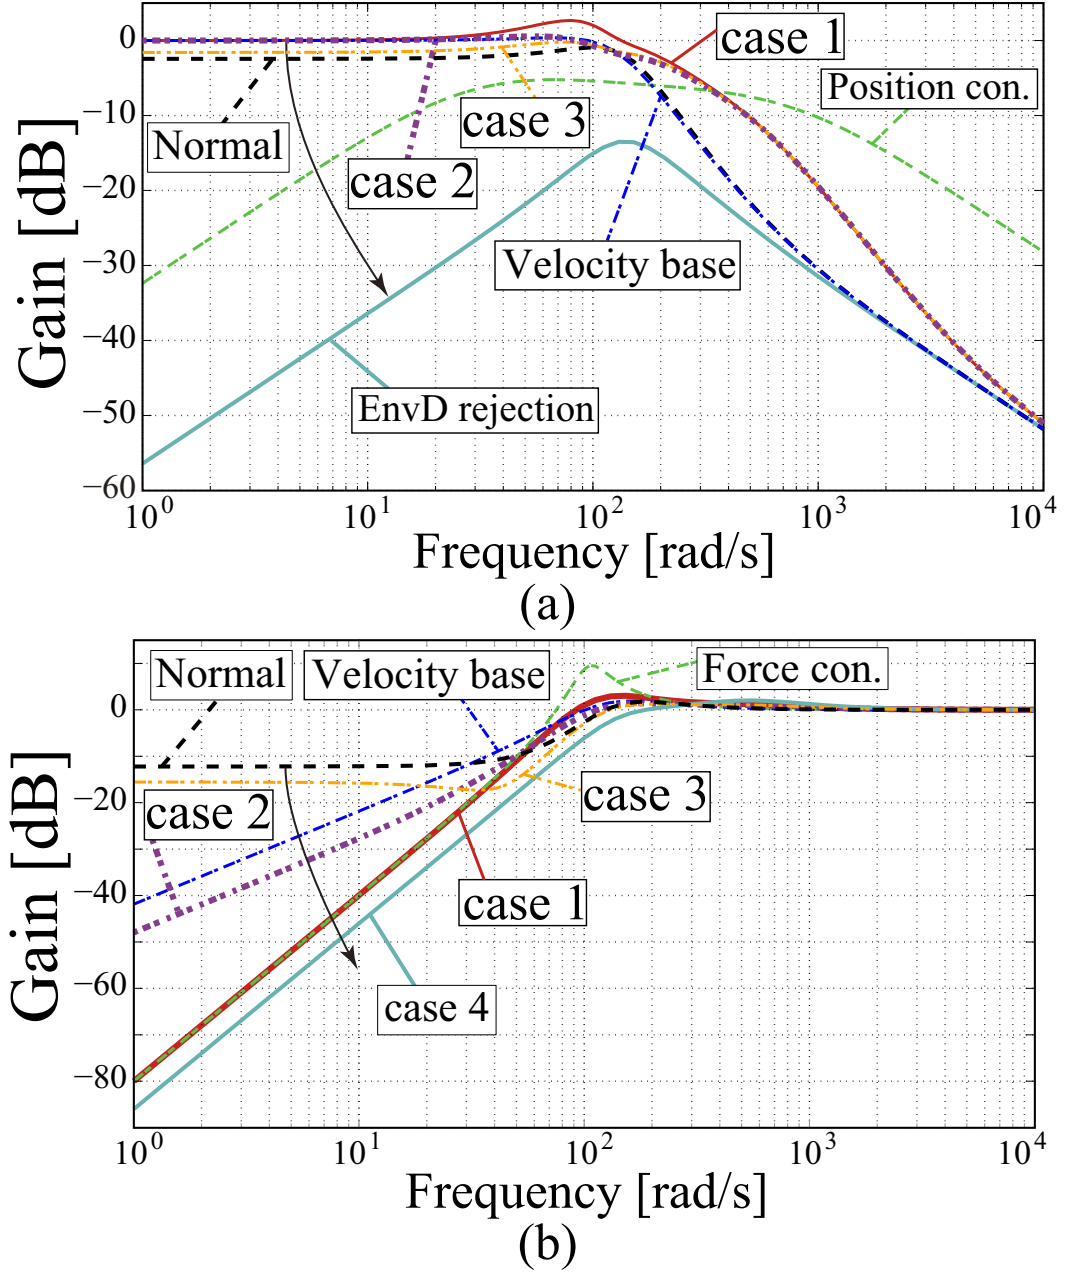 0
−10
−20
−30
−40
−50
−60
Gain [dB]
case 1
Position con.
case 3
Normal
case 2
Velocity base
EnvD rejection
10^0 10^1 10^2 10^3 10^4
Frequency [rad/s]
(a)
0
−20
−40
−60
−80
Gain [dB]
Normal
Velocity base
Force con.
case 2
case 3
case 1
case 4
10^0 10^1 10^2 10^3 10^4
Frequency [rad/s]
(b)